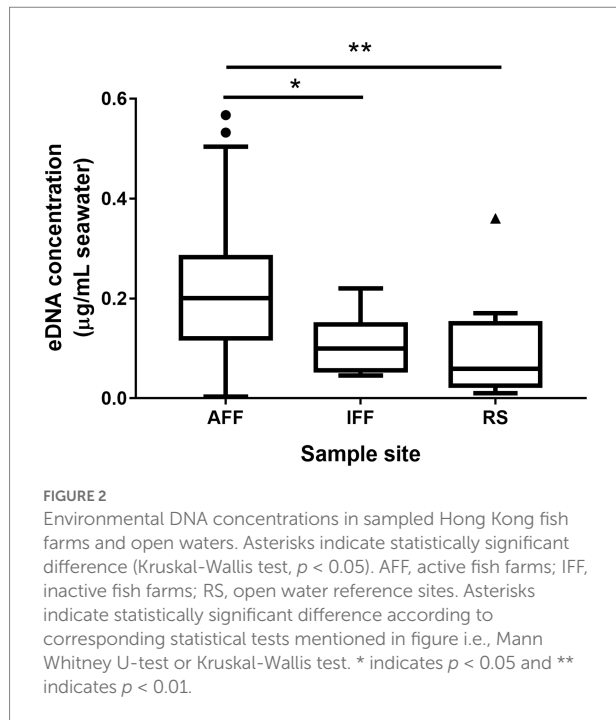 **
*
0.6
0.4
0.2
0.0
eDNA concentration
(μg/mL seawater)
AFF
IFF
RS
Sample site
FIGURE 2
Environmental DNA concentrations in sampled Hong Kong fish
farms and open waters. Asterisks indicate statistically significant
difference (Kruskal-Wallis test, p < 0.05). AFF, active fish farms; IFF,
inactive fish farms; RS, open water reference sites. Asterisks
indicate statistically significant difference according to
corresponding statistical tests mentioned in figure i.e., Mann
Whitney U-test or Kruskal-Wallis test. * indicates p < 0.05 and **
indicates p < 0.01.